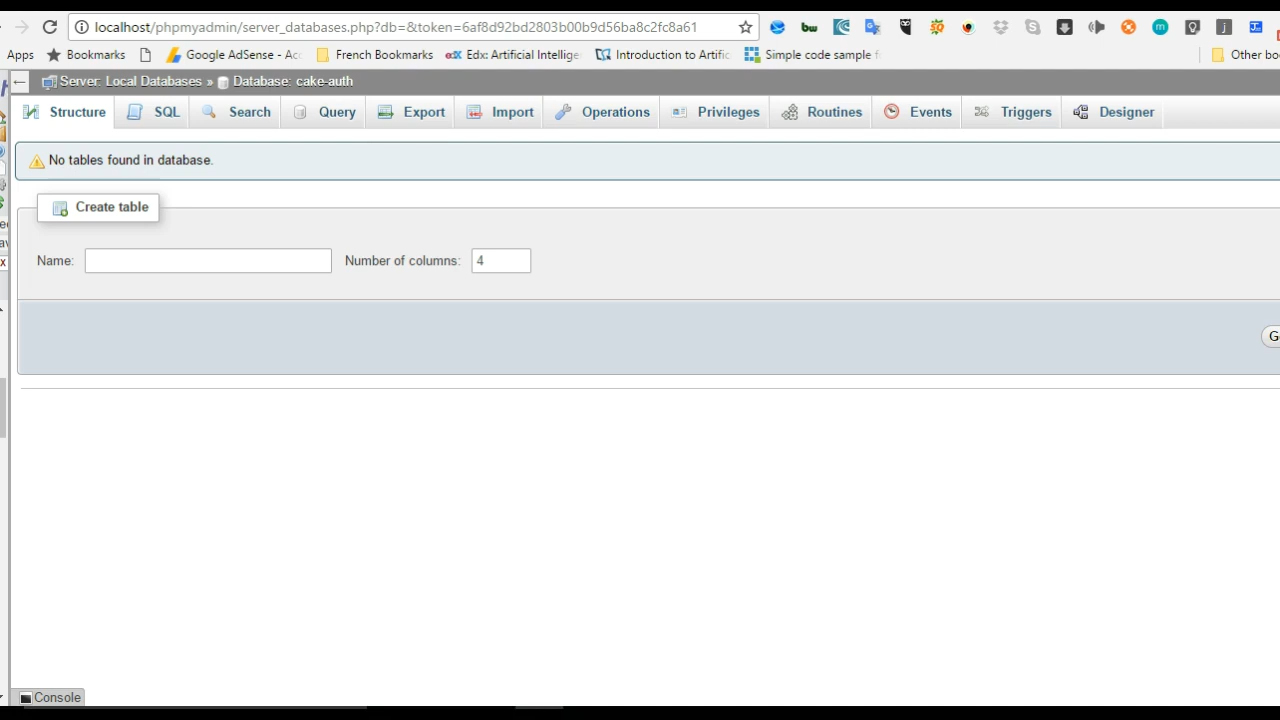 localhost/phpmyadmin/server_databases.php?db=&token=6af8d92bd2803b00b9d56ba8c2fc8a61
Apps Bookmarks Google AdSense - Acc French Bookmarks Edx: Artificial Intellige Introduction to Artific Simple code sample f Other bo
Server: Local Databases » Database: cake-auth
Structure SQL Search Query Export Import Operations Privileges Routines Events Triggers Designer
No tables found in database.
Create table
Name: Number of columns: 4
Console